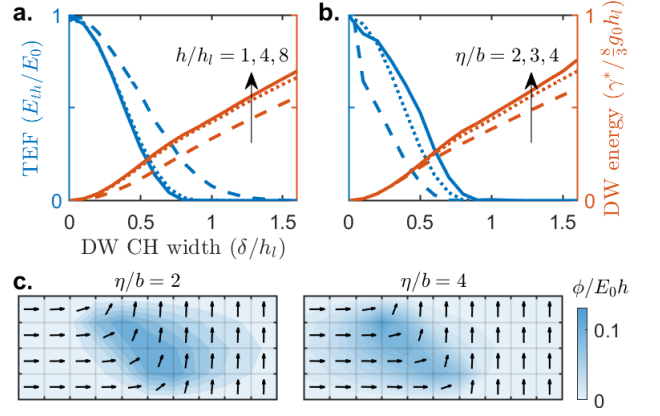 a.
b.
1
0
TEF (E_th/E_0)
h/h_l = 1, 4, 8
η/b = 2, 3, 4
1
0
DW energy (γ*/ 8/3 g_0 h_l)
0 0.5 1 1.5
0 0.5 1 1.5
DW CH width (δ/h_l)
c.
η/b = 2
η/b = 4
ϕ/E_0h
0.1
0